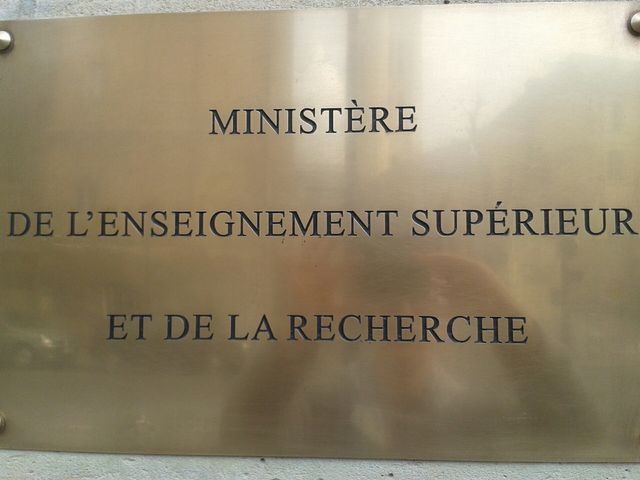 MINISTÈRE
DE L'ENSEIGNEMENT SUPÉRIEUR
ET DE LA RECHERCHE